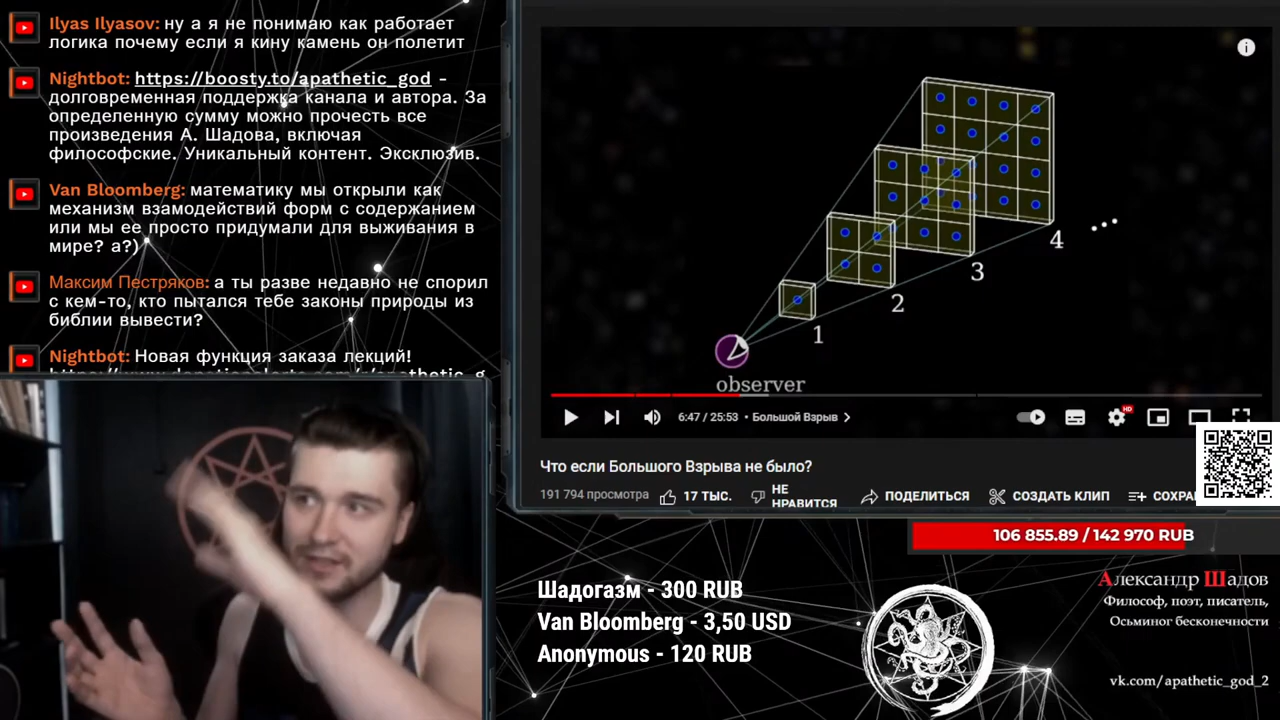 Ilyas Ilyasov: ну а я не понимаю как работает
логика почему если я кину камень он полетит
Nightbot: https://boosty.to/apathetic_god -
долговременная поддержка канала и автора. За
определенную сумму можно прочесть все
произведения А. Шадова, включая
философские. Уникальный контент. Эксклюзив.
Van Bloomberg: математику мы открыли как
механизм взамодействий форм с содержанием
или мы ее просто придумали для выживания в
мире? а?)
Максим Пестряков: а ты разве недавно не спорил
с кем-то, кто пытался тебе законы природы из
библии вывести?
Nightbot: Новая функция заказа лекций!
1
2
3
4
...
observer
6:47 / 25:53 • Большой Взрыв
HD
Что если Большого Взрыва не было?
191 794 просмотра
17 ТЫС.
НЕ
НРАВИТСЯ
ПОДЕЛИТЬСЯ
СОЗДАТЬ КЛИП
СОХРА
106 855.89 / 142 970 RUB
Шадогазм - 300 RUB
Van Bloomberg - 3,50 USD
Anonymous - 120 RUB
Александр Шадов
Философ, поэт, писатель,
Осьминог бесконечности
vk.com/apathetic_god_2